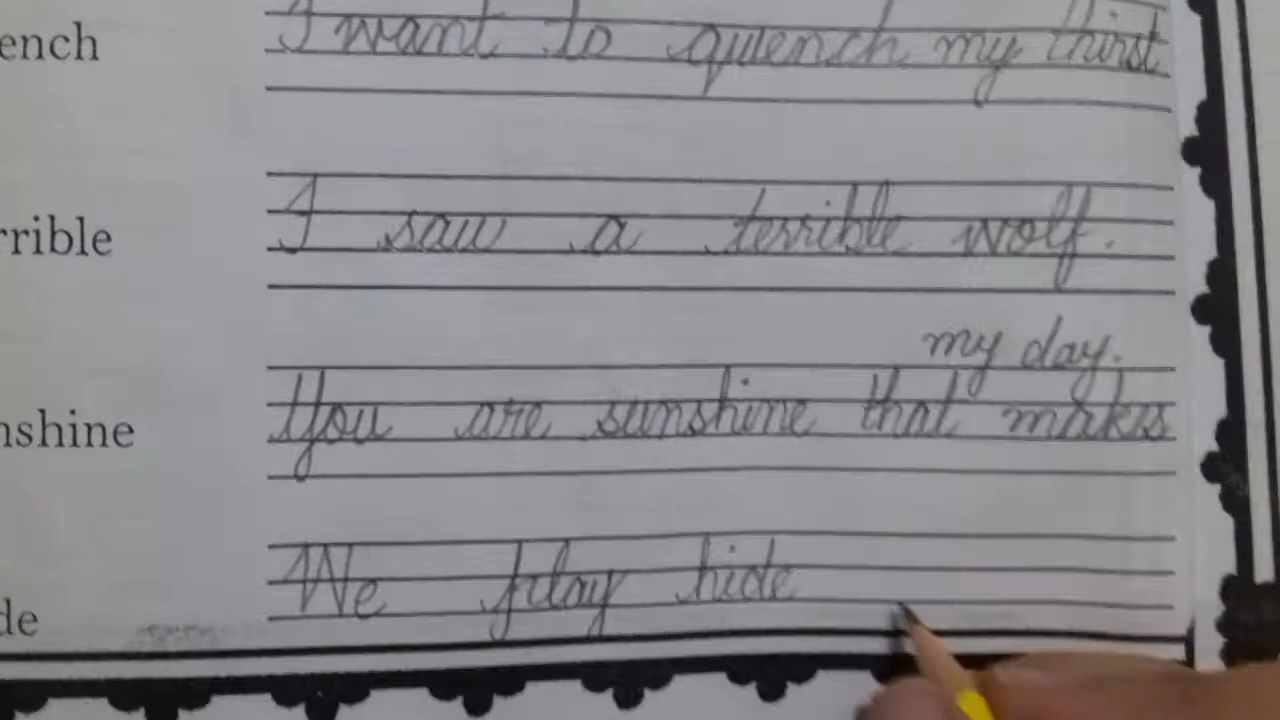 ench I want to quench my thirst
rrible I saw a terrible wolf.
my day.
nshine You are sunshine that makes
de We play hide